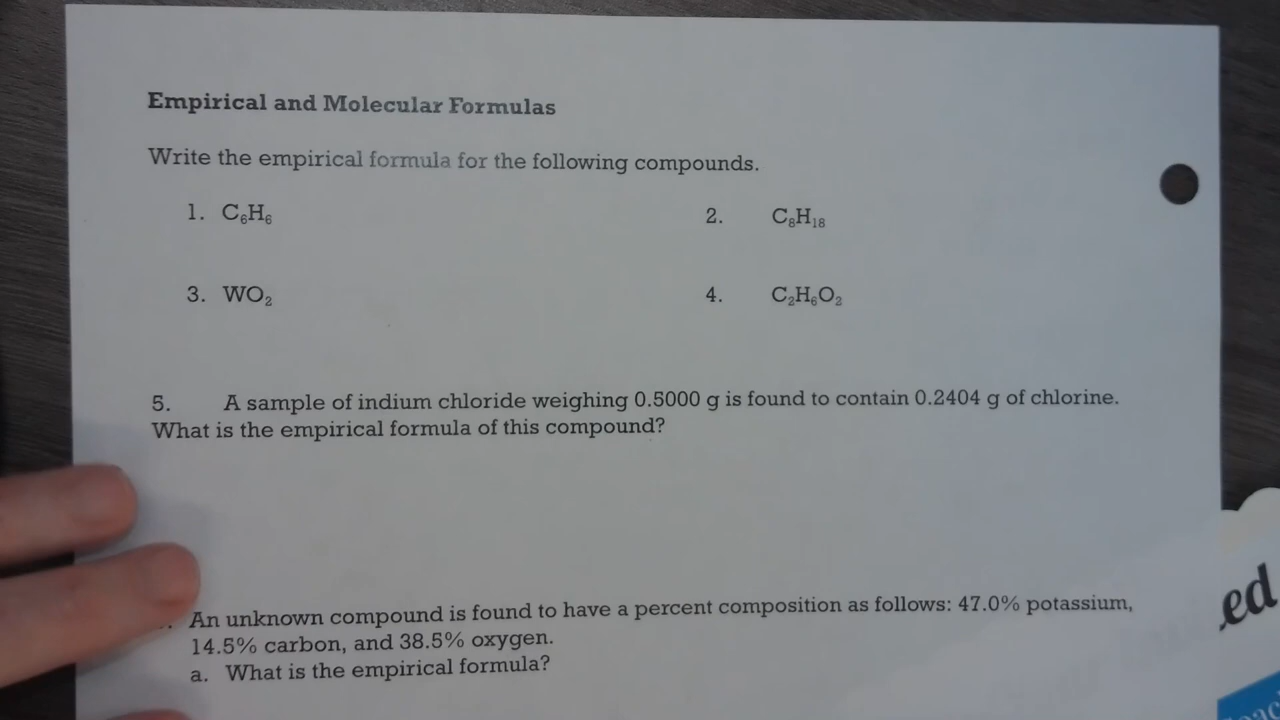 Empirical and Molecular Formulas
Write the empirical formula for the following compounds.
1. C₆H₆
2. C₈H₁₈
3. WO₂
4. C₂H₆O₂
5. A sample of indium chloride weighing 0.5000 g is found to contain 0.2404 g of chlorine.
What is the empirical formula of this compound?
An unknown compound is found to have a percent composition as follows: 47.0% potassium,
14.5% carbon, and 38.5% oxygen.
a. What is the empirical formula?
ed